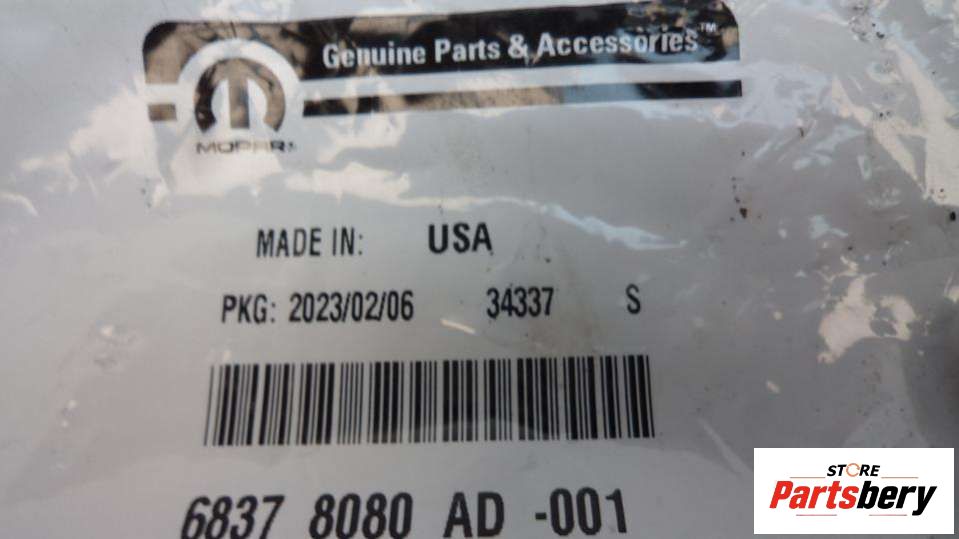 Genuine Parts & Accessories™
MOPAR
MADE IN: USA
PKG: 2023/02/06 34337 S
6837 8080 AD -001
STORE
Partsbery